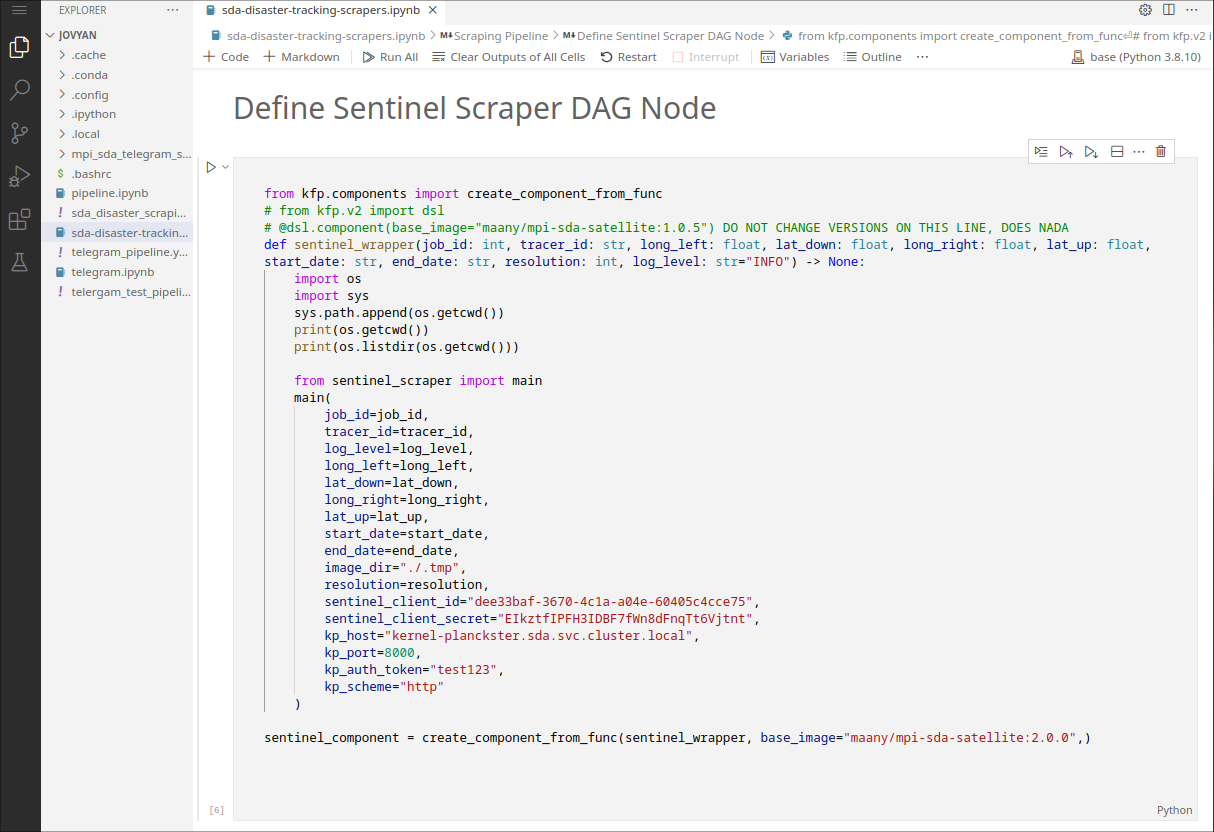 EXPLORER ···
JOVYAN
.cache
.conda
.config
.ipython
.local
mpi_sda_telegram_s...
$ .bashrc
pipeline.ipynb
! sda_disaster_scrapi...
sda-disaster-trackin...
! telegram_pipeline.y...
telegram.ipynb
! telergam_test_pipeli...
sda-disaster-tracking-scrapers.ipynb
sda-disaster-tracking-scrapers.ipynb > M↓Scraping Pipeline > M↓Define Sentinel Scraper DAG Node > from kfp.components import create_component_from_func⏎# from kfp.v2 i
+ Code + Markdown Run All Clear Outputs of All Cells Restart Interrupt Variables Outline ··· base (Python 3.8.10)
Define Sentinel Scraper DAG Node
from kfp.components import create_component_from_func
# from kfp.v2 import dsl
# @dsl.component(base_image="maany/mpi-sda-satellite:1.0.5") DO NOT CHANGE VERSIONS ON THIS LINE, DOES NADA
def sentinel_wrapper(job_id: int, tracer_id: str, long_left: float, lat_down: float, long_right: float, lat_up: float,
start_date: str, end_date: str, resolution: int, log_level: str="INFO") -> None:
import os
import sys
sys.path.append(os.getcwd())
print(os.getcwd())
print(os.listdir(os.getcwd()))
from sentinel_scraper import main
main(
job_id=job_id,
tracer_id=tracer_id,
log_level=log_level,
long_left=long_left,
lat_down=lat_down,
long_right=long_right,
lat_up=lat_up,
start_date=start_date,
end_date=end_date,
image_dir="./.tmp",
resolution=resolution,
sentinel_client_id="dee33baf-3670-4c1a-a04e-60405c4cce75",
sentinel_client_secret="EIkztfIPFH3IDBF7fWn8dFnqTt6Vjtnt",
kp_host="kernel-planckster.sda.svc.cluster.local",
kp_port=8000,
kp_auth_token="test123",
kp_scheme="http"
)
sentinel_component = create_component_from_func(sentinel_wrapper, base_image="maany/mpi-sda-satellite:2.0.0",)
[6]
Python